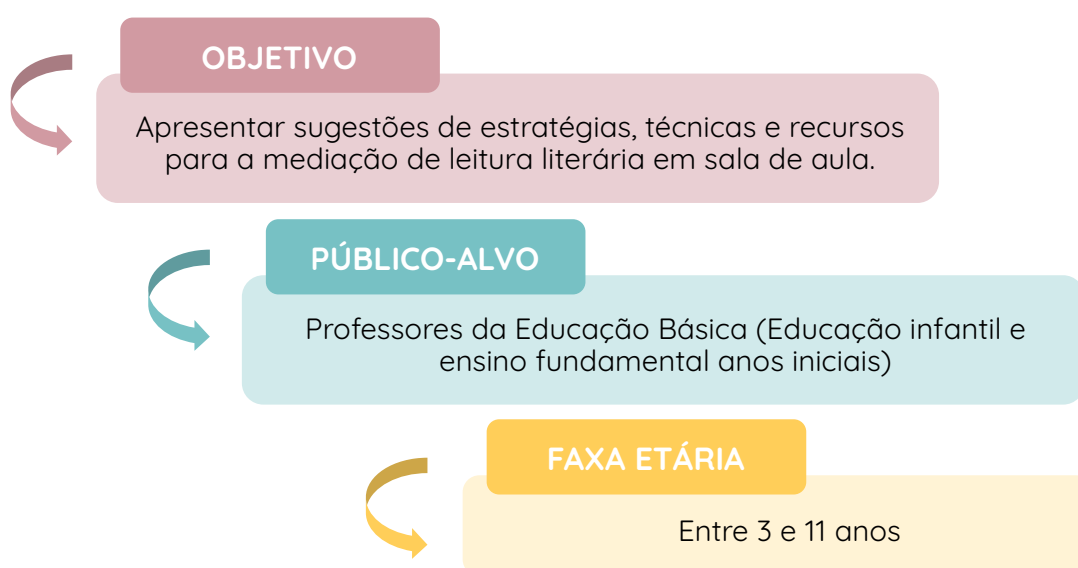 OBJETIVO
Apresentar sugestões de estratégias, técnicas e recursos
para a mediação de leitura literária em sala de aula.
PÚBLICO-ALVO
Professores da Educação Básica (Educação infantil e
ensino fundamental anos iniciais)
FAXA ETÁRIA
Entre 3 e 11 anos